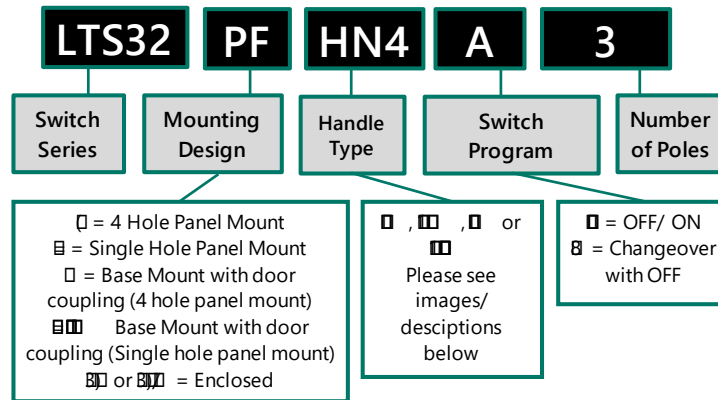 LTS32 PF HN4 A 3
Switch Series
Mounting Design
Handle Type
Switch Program
Number of Poles
= 4 Hole Panel Mount
= Single Hole Panel Mount
= Base Mount with door
coupling (4 hole panel mount)
Base Mount with door
coupling (Single hole panel mount)
or = Enclosed
, , or
Please see
images/
desciptions
below
= OFF/ ON
= Changeover
with OFF